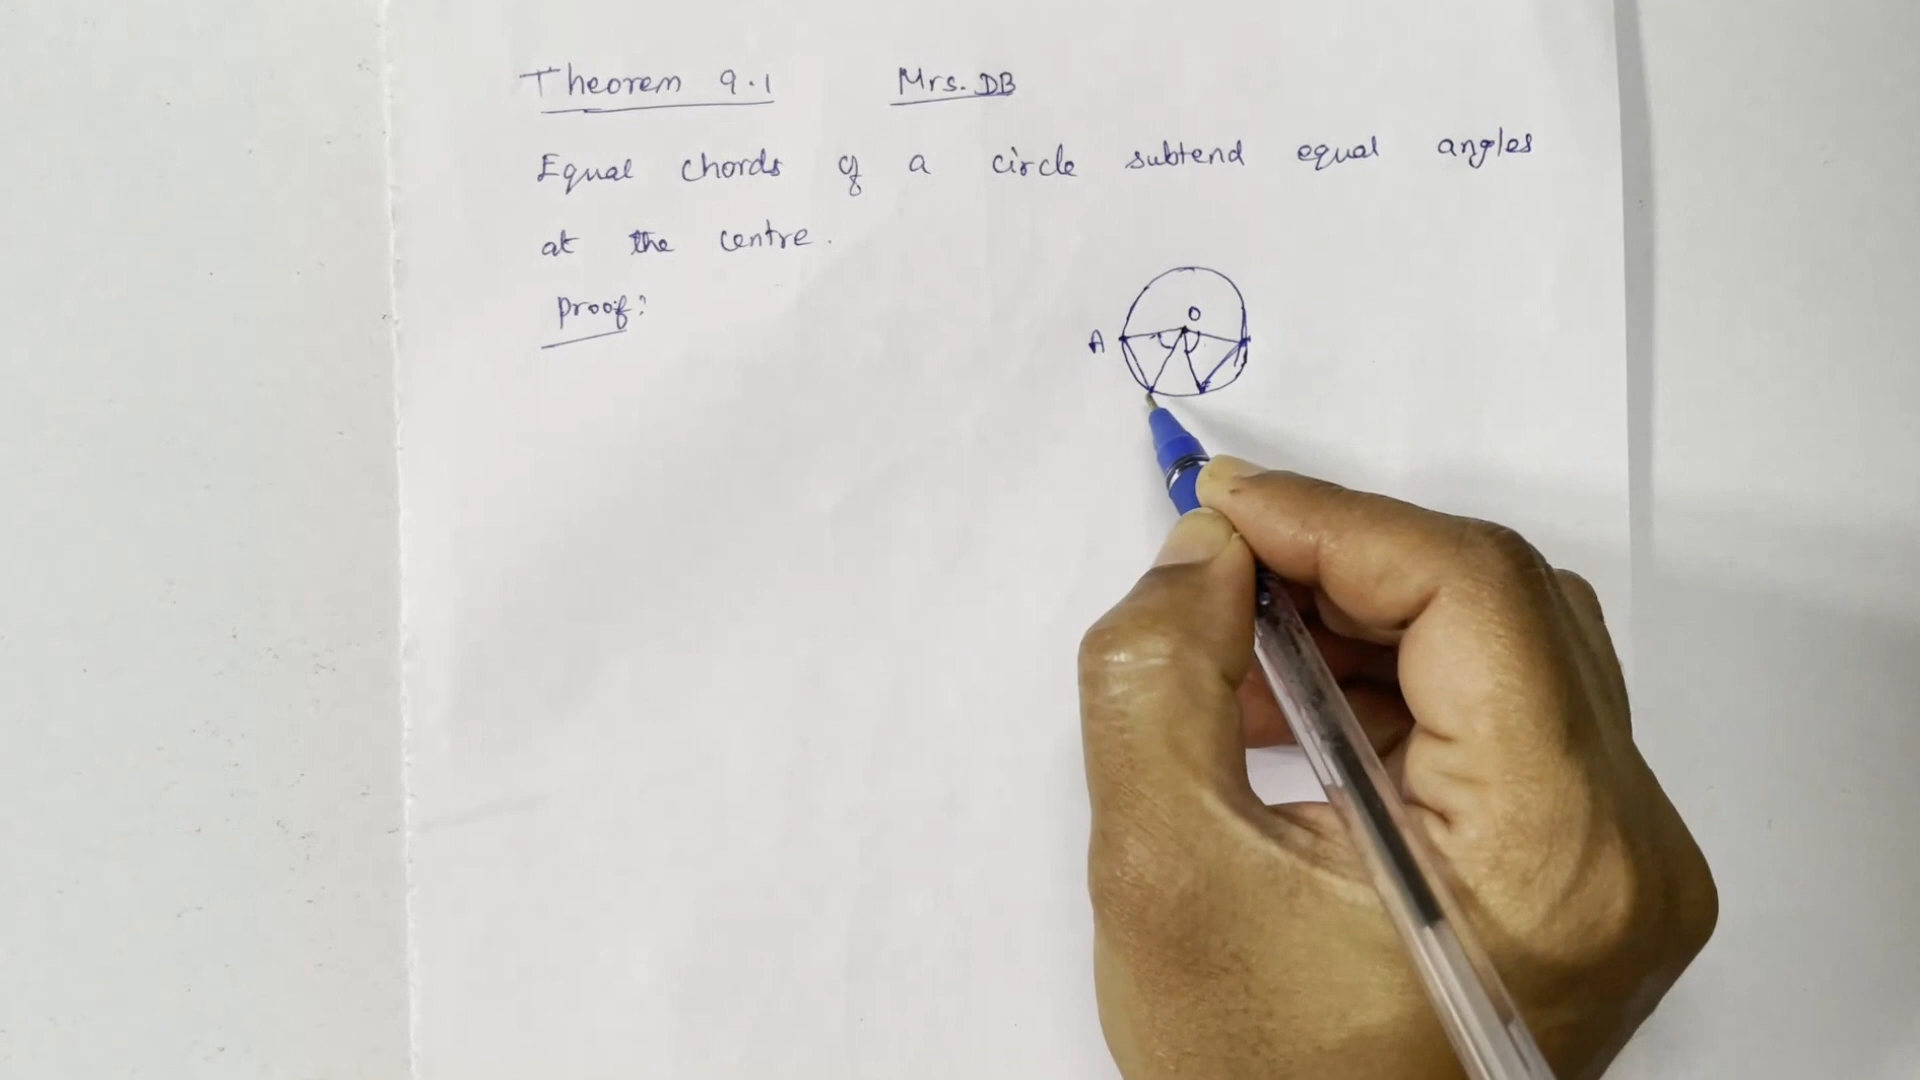 Theorem 9.1 Mrs. DB
Equal chords of a circle subtend equal angles
at the centre.
Proof:
O
A